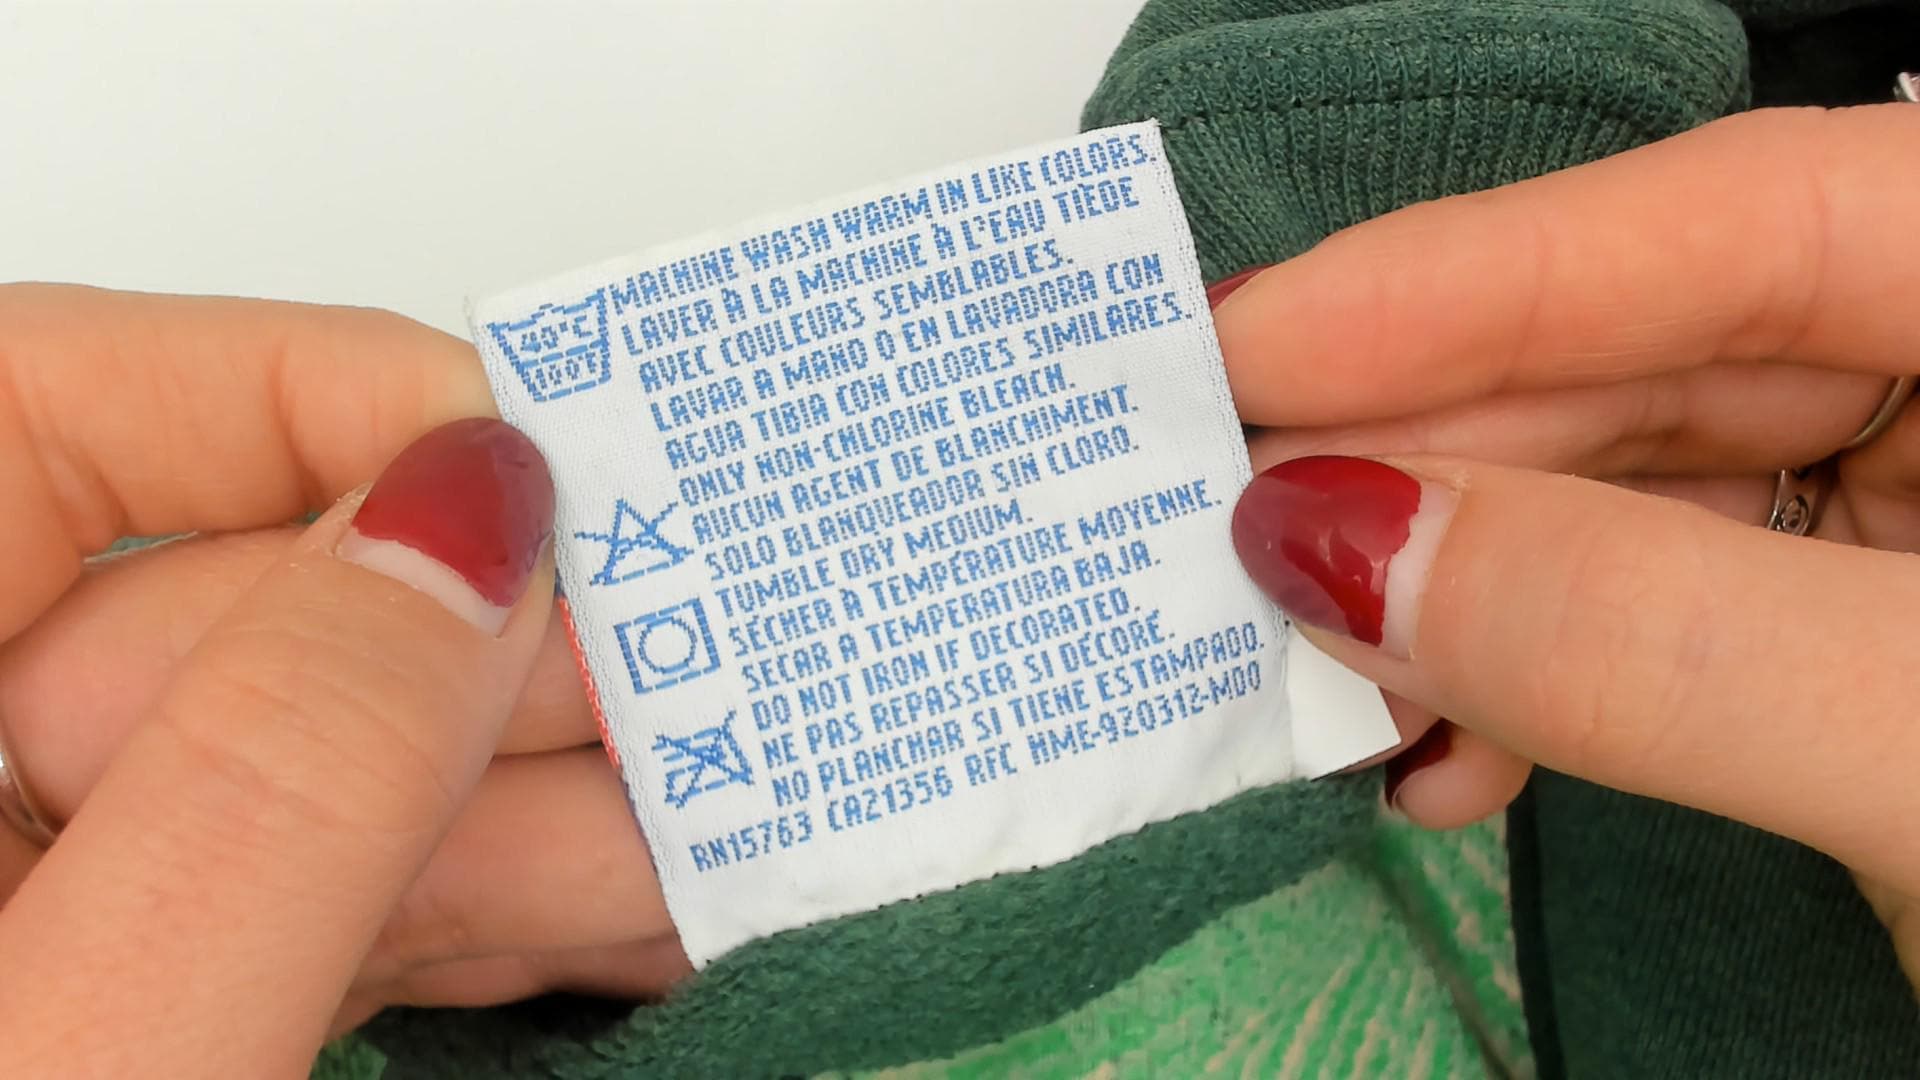 MACHINE WASH WARM IN LIKE COLORS.
LAVER À LA MACHINE À L'EAU TIÈDE
AVEC COULEURS SEMBLABLES.
LAVAR A MANO O EN LAVADORA CON
AGUA TIBIA CON COLORES SIMILARES.
ONLY NON-CHLORINE BLEACH.
AUCUN AGENT DE BLANCHIMENT.
SOLO BLANQUEADOR SIN CLORO.
TUMBLE DRY MEDIUM.
SÉCHER À TEMPÉRATURE MOYENNE.
SECAR A TEMPERATURA BAJA.
DO NOT IRON IF DECORATED.
NE PAS REPASSER SI DÉCORÉ.
NO PLANCHAR SI TIENE ESTAMPADO.
RN15763 CA21356 RFC HME-920312-MD0
40°C
100°F